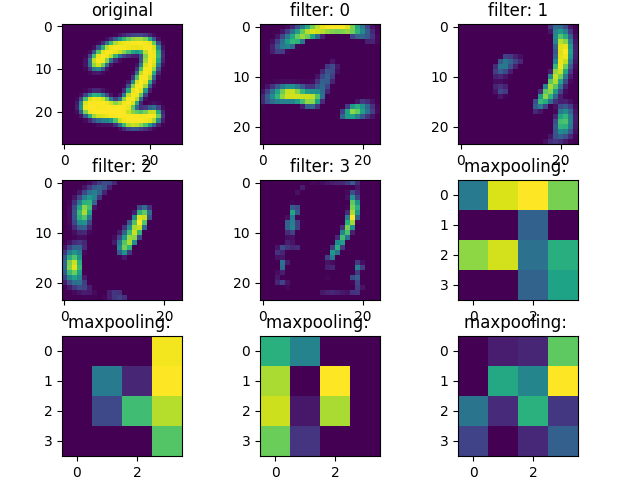 original filter: 0 filter: 1
0 0 0
10 10 10
20 20 20
0 20 0 20 0 20
filter: 2 filter: 3 maxpooling:
0 0 0
1
10 10 2
20 20 3
0 20 0 20 0 2
maxpooling: maxpooling: maxpooling:
0 0 0
1 1 1
2 2 2
3 3 3
0 2 0 2 0 2